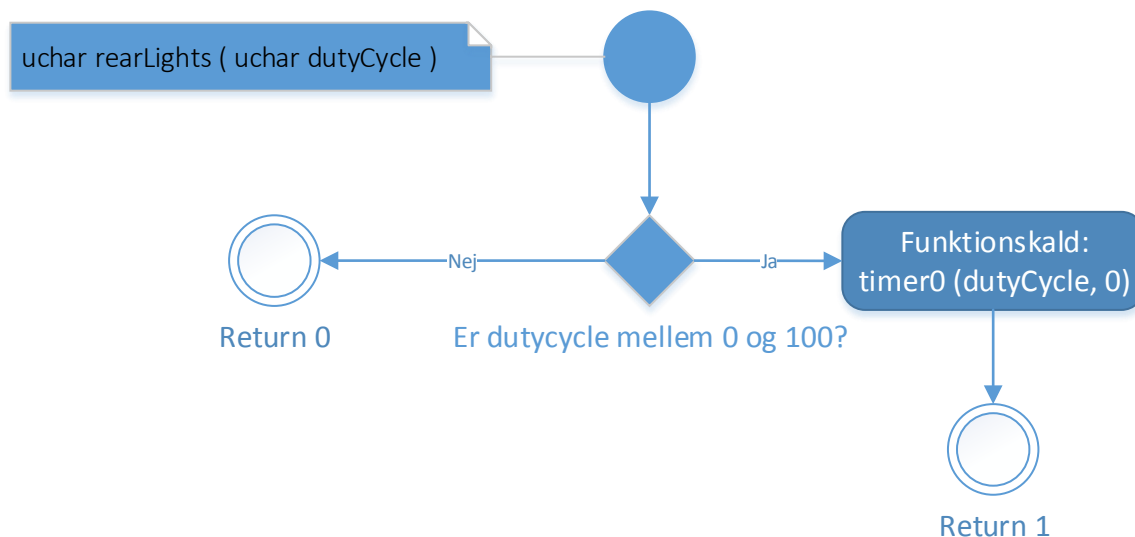 uchar rearLights ( uchar dutyCycle )
Nej
Ja
Funktionskald:
timer0 (dutyCycle, 0)
Return 0
Er dutycycle mellem 0 og 100?
Return 1